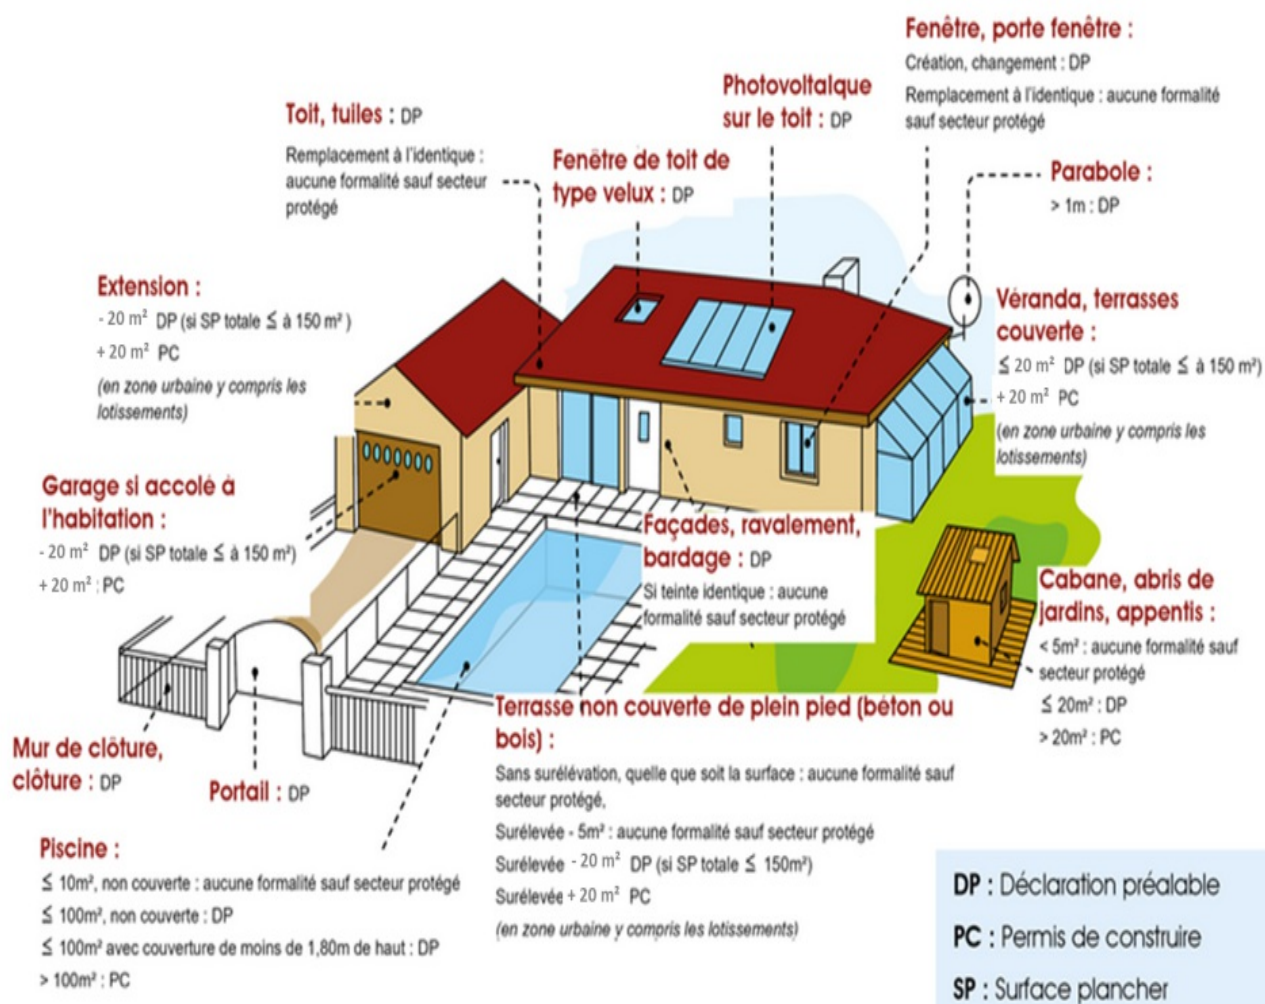 Fenêtre, porte fenêtre :
Création, changement : DP
Remplacement à l'identique : aucune formalité
sauf secteur protégé
Photovoltaïque
sur le toit : DP
Toit, tuiles : DP
Remplacement à l'identique :
aucune formalité sauf secteur
protégé
Fenêtre de toit de
type velux : DP
Parabole :
> 1m : DP
Extension :
- 20 m² DP (si SP totale ≤ à 150 m² )
+ 20 m² PC
(en zone urbaine y compris les
lotissements)
Véranda, terrasses
couverte :
≤ 20 m² DP (si SP totale ≤ à 150 m²)
+ 20 m² PC
(en zone urbaine y compris les
lotissements)
Garage si accolé à
l'habitation :
- 20 m² DP (si SP totale ≤ à 150 m²)
+ 20 m² : PC
Façades, ravalement,
bardage : DP
Si teinte identique : aucune
formalité sauf secteur protégé
Cabane, abris de
jardins, appentis :
< 5m² : aucune formalité sauf
secteur protégé
≤ 20m² : DP
> 20m² : PC
Mur de clôture,
clôture : DP
Portail : DP
Terrasse non couverte de plein pied (béton ou
bois) :
Sans surélévation, quelle que soit la surface : aucune formalité sauf
secteur protégé,
Surélevée - 5m² : aucune formalité sauf secteur protégé
Surélevée - 20 m² DP (si SP totale ≤ 150m²)
Surélevée + 20 m² PC
(en zone urbaine y compris les lotissements)
Piscine :
≤ 10m², non couverte : aucune formalité sauf secteur protégé
≤ 100m², non couverte : DP
≤ 100m² avec couverture de moins de 1,80m de haut : DP
> 100m² : PC
DP : Déclaration préalable
PC : Permis de construire
SP : Surface plancher